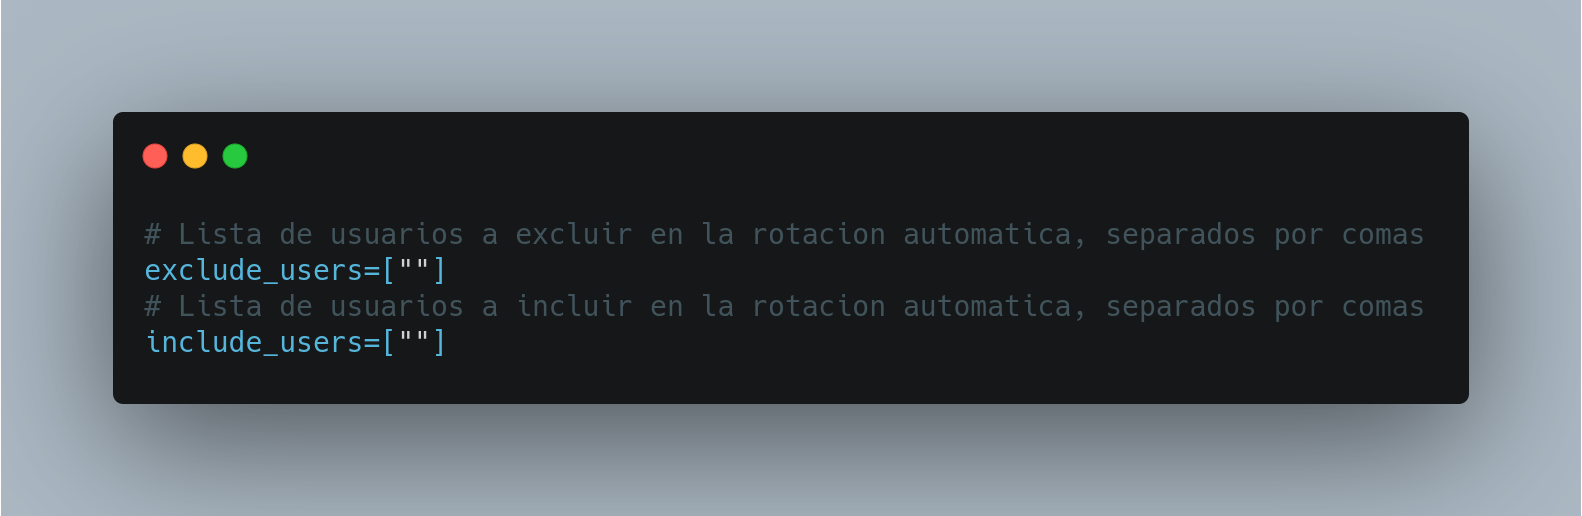 # Lista de usuarios a excluir en la rotacion automatica, separados por comas
exclude_users=[""]
# Lista de usuarios a incluir en la rotacion automatica, separados por comas
include_users=[""]